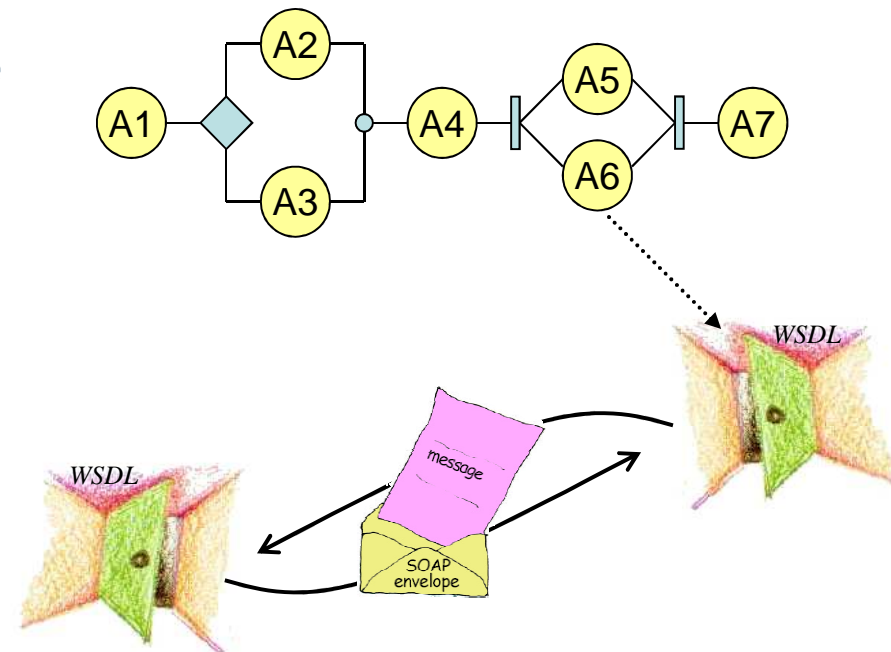 A2
A5
A1
A4
A7
A3
A6
WSDL
message
WSDL
SOAP
envelope